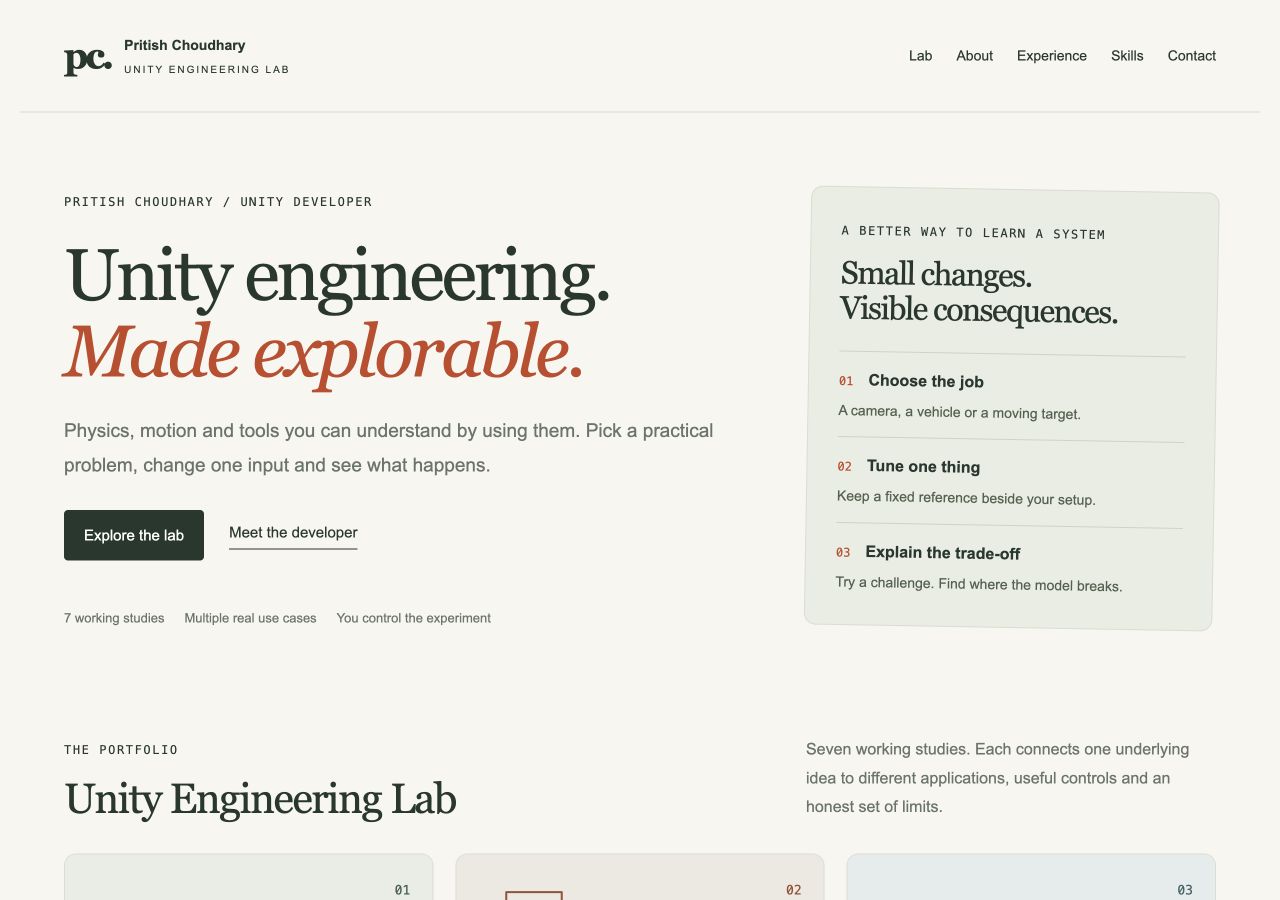 pc.
Pritish Choudhary
UNITY ENGINEERING LAB
Lab
About
Experience
Skills
Contact
PRITISH CHOUDHARY / UNITY DEVELOPER
Unity engineering.
Made explorable.
Physics, motion and tools you can understand by using them. Pick a practical
problem, change one input and see what happens.
Explore the lab
Meet the developer
7 working studies
Multiple real use cases
You control the experiment
A BETTER WAY TO LEARN A SYSTEM
Small changes.
Visible consequences.
01 Choose the job
A camera, a vehicle or a moving target.
02 Tune one thing
Keep a fixed reference beside your setup.
03 Explain the trade-off
Try a challenge. Find where the model breaks.
THE PORTFOLIO
Unity Engineering Lab
Seven working studies. Each connects one underlying
idea to different applications, useful controls and an
honest set of limits.
01
02
03